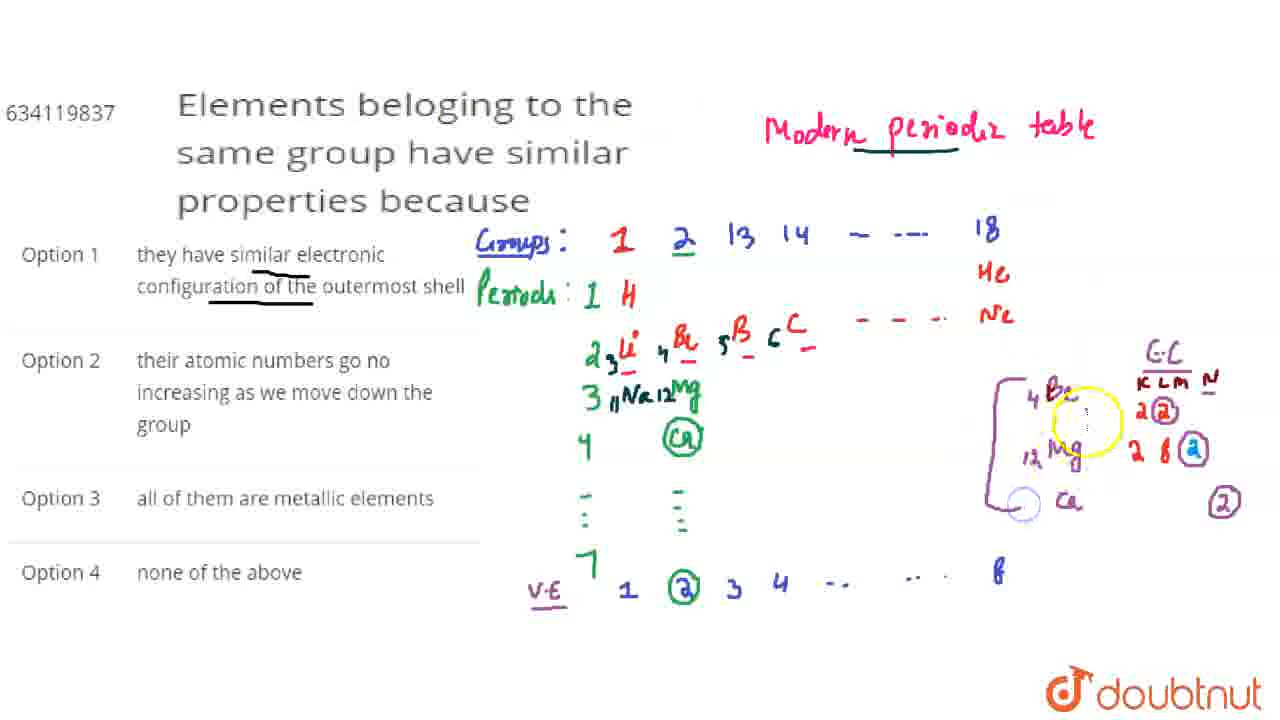 634119837
Elements beloging to the
same group have similar
properties because
Option 1
they have similar electronic
configuration of the outermost shell
Option 2
their atomic numbers go no
increasing as we move down the
group
Option 3
all of them are metallic elements
Option 4
none of the above
Modern periodic table
Groups: 1 2 13 14 - --- 18
Periods: 1 H He
2 3Li 4Be 5B 6C - - - Ne
3 11Na 12Mg
4 Ca
7
V.E 1 2 3 4 .. ... 8
E.C
K L M N
4 Be 2 2
12 Mg 2 8 2
Ca 2
doubtnut